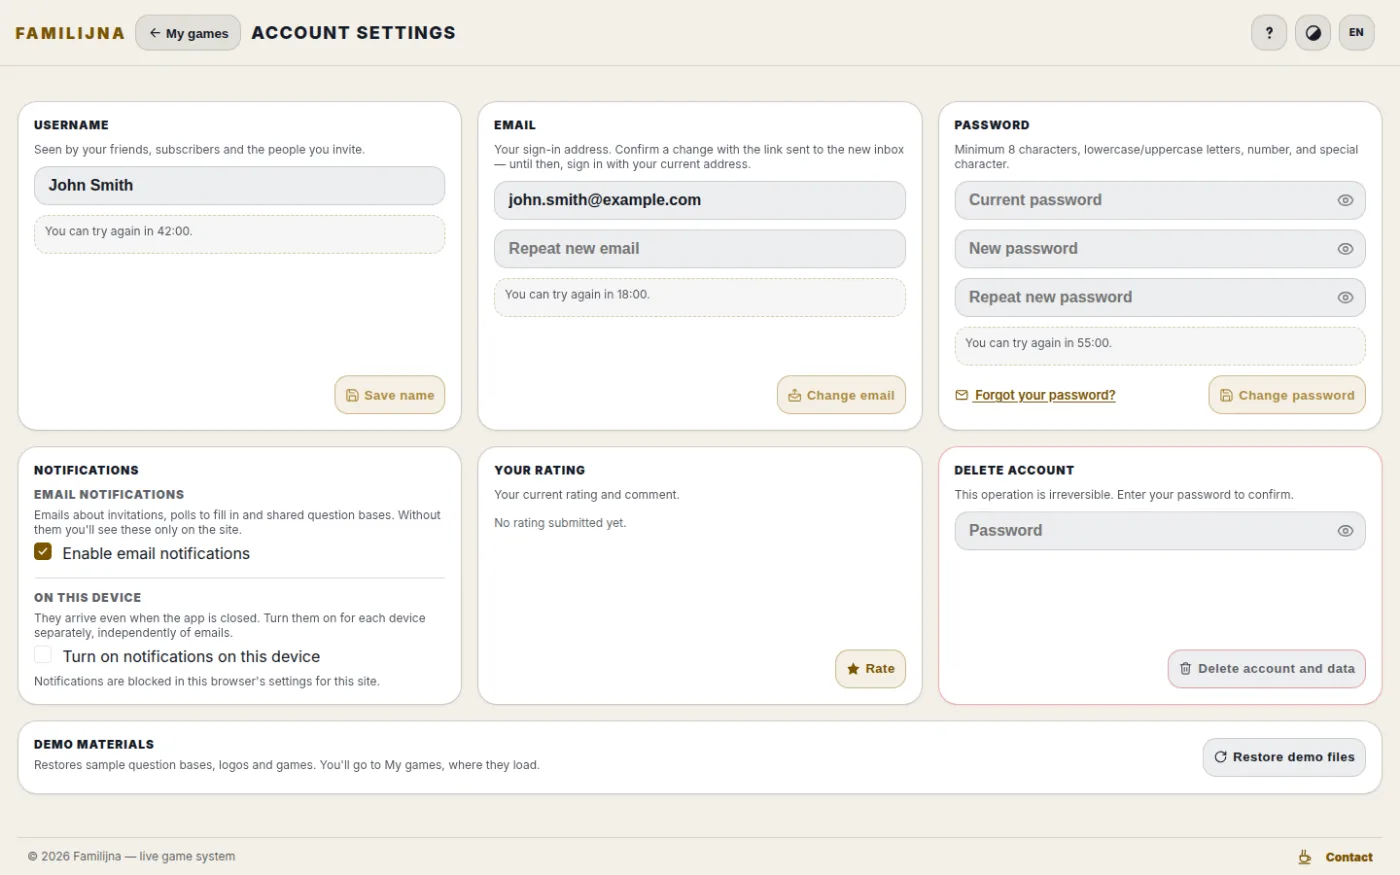 FAMILIJNA
← My games
ACCOUNT SETTINGS
?
EN
USERNAME
Seen by your friends, subscribers and the people you invite.
John Smith
You can try again in 42:00.
Save name
EMAIL
Your sign-in address. Confirm a change with the link sent to the new inbox
— until then, sign in with your current address.
john.smith@example.com
Repeat new email
You can try again in 18:00.
Change email
PASSWORD
Minimum 8 characters, lowercase/uppercase letters, number, and special
character.
Current password
New password
Repeat new password
You can try again in 55:00.
Forgot your password?
Change password
NOTIFICATIONS
EMAIL NOTIFICATIONS
Emails about invitations, polls to fill in and shared question bases. Without
them you'll see these only on the site.
Enable email notifications
ON THIS DEVICE
They arrive even when the app is closed. Turn them on for each device
separately, independently of emails.
Turn on notifications on this device
Notifications are blocked in this browser's settings for this site.
YOUR RATING
Your current rating and comment.
No rating submitted yet.
Rate
DELETE ACCOUNT
This operation is irreversible. Enter your password to confirm.
Password
Delete account and data
DEMO MATERIALS
Restores sample question bases, logos and games. You'll go to My games, where they load.
Restore demo files
© 2026 Familijna — live game system
Contact